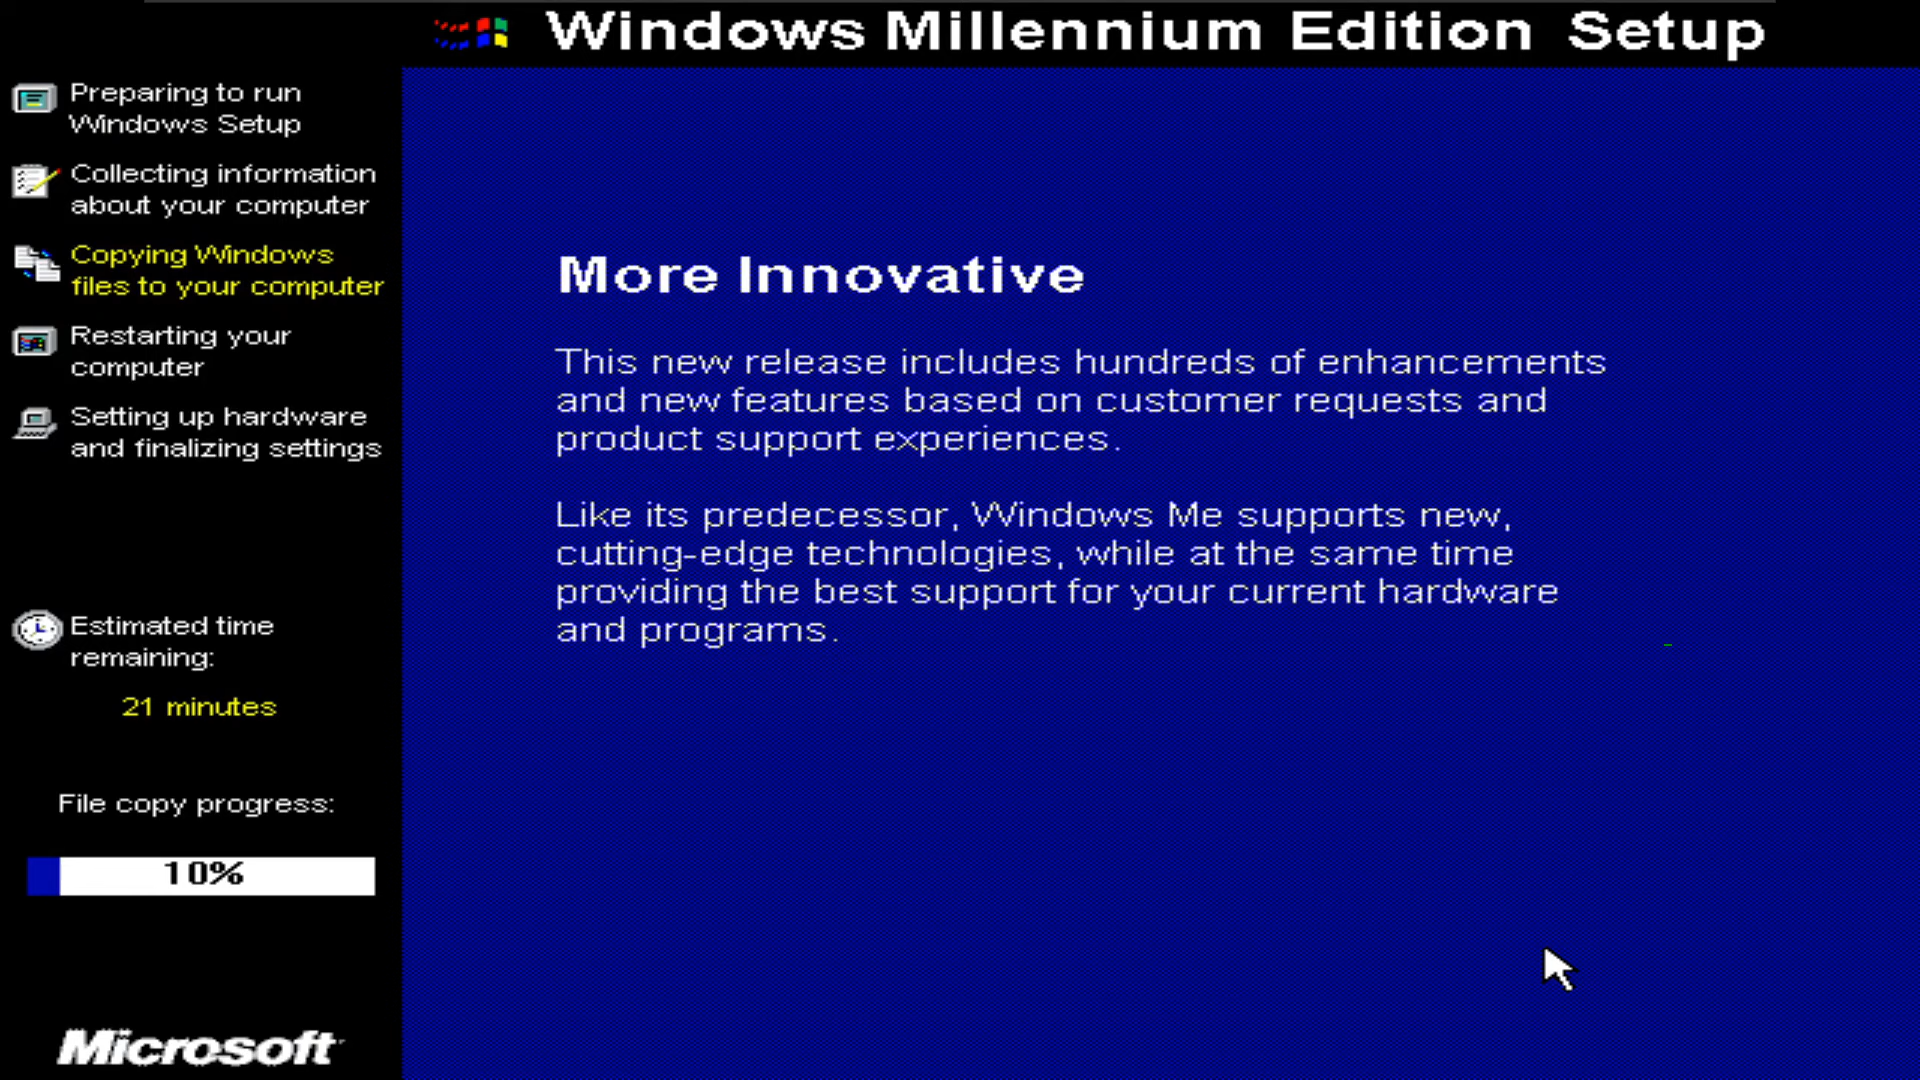 Windows Millennium Edition Setup
Preparing to run
Windows Setup
Collecting information
about your computer
Copying Windows
files to your computer
Restarting your
computer
Setting up hardware
and finalizing settings
Estimated time
remaining:
21 minutes
File copy progress:
10%
Microsoft
More Innovative
This new release includes hundreds of enhancements
and new features based on customer requests and
product support experiences.
Like its predecessor, Windows Me supports new,
cutting-edge technologies, while at the same time
providing the best support for your current hardware
and programs.